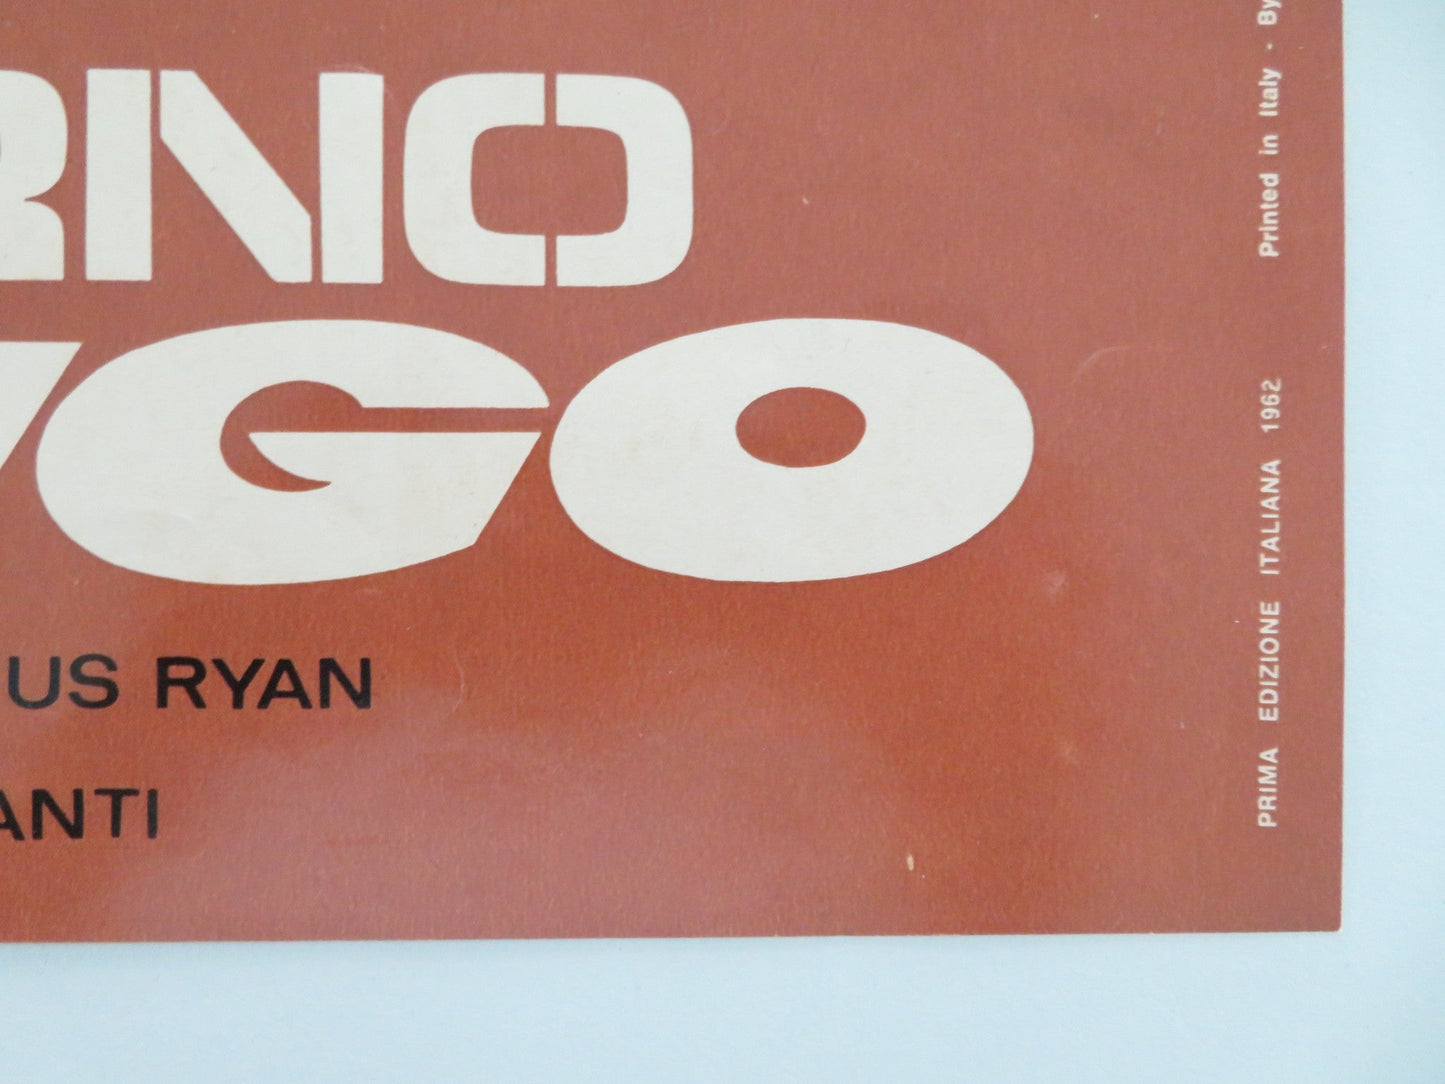 RNO
GO
US RYAN
ANTI
PRIMA EDIZIONE ITALIANA 1962 Printed in Italy · By